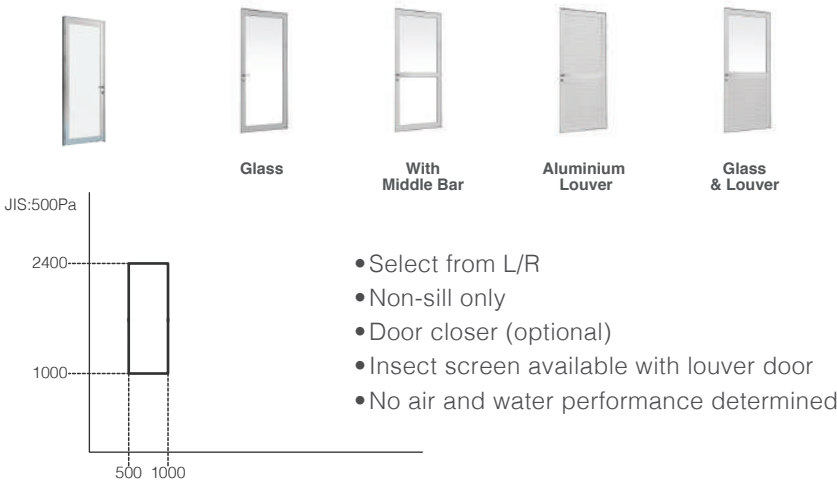 Glass
With
Middle Bar
Aluminium
Louver
Glass
& Louver
JIS:500Pa
2400
1000
500 1000
•Select from L/R
•Non-sill only
•Door closer (optional)
•Insect screen available with louver door
•No air and water performance determined